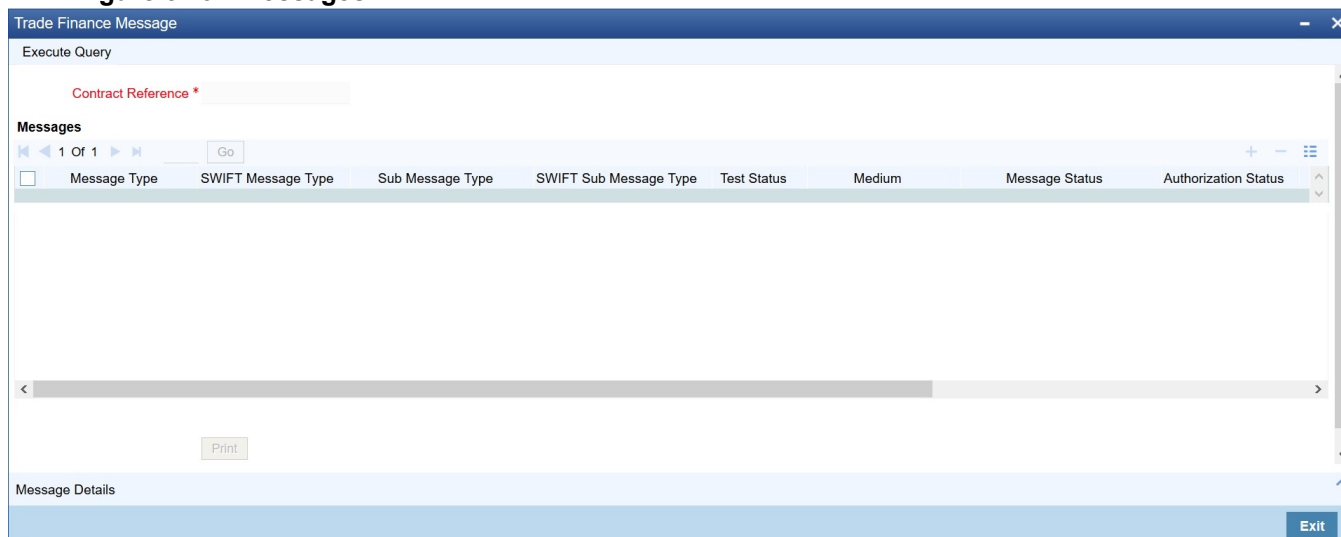 Trade Finance Message
Execute Query
Contract Reference *
Messages
1 Of 1 Go
Message Type SWIFT Message Type Sub Message Type SWIFT Sub Message Type Test Status Medium Message Status Authorization Status
Print
Message Details
Exit